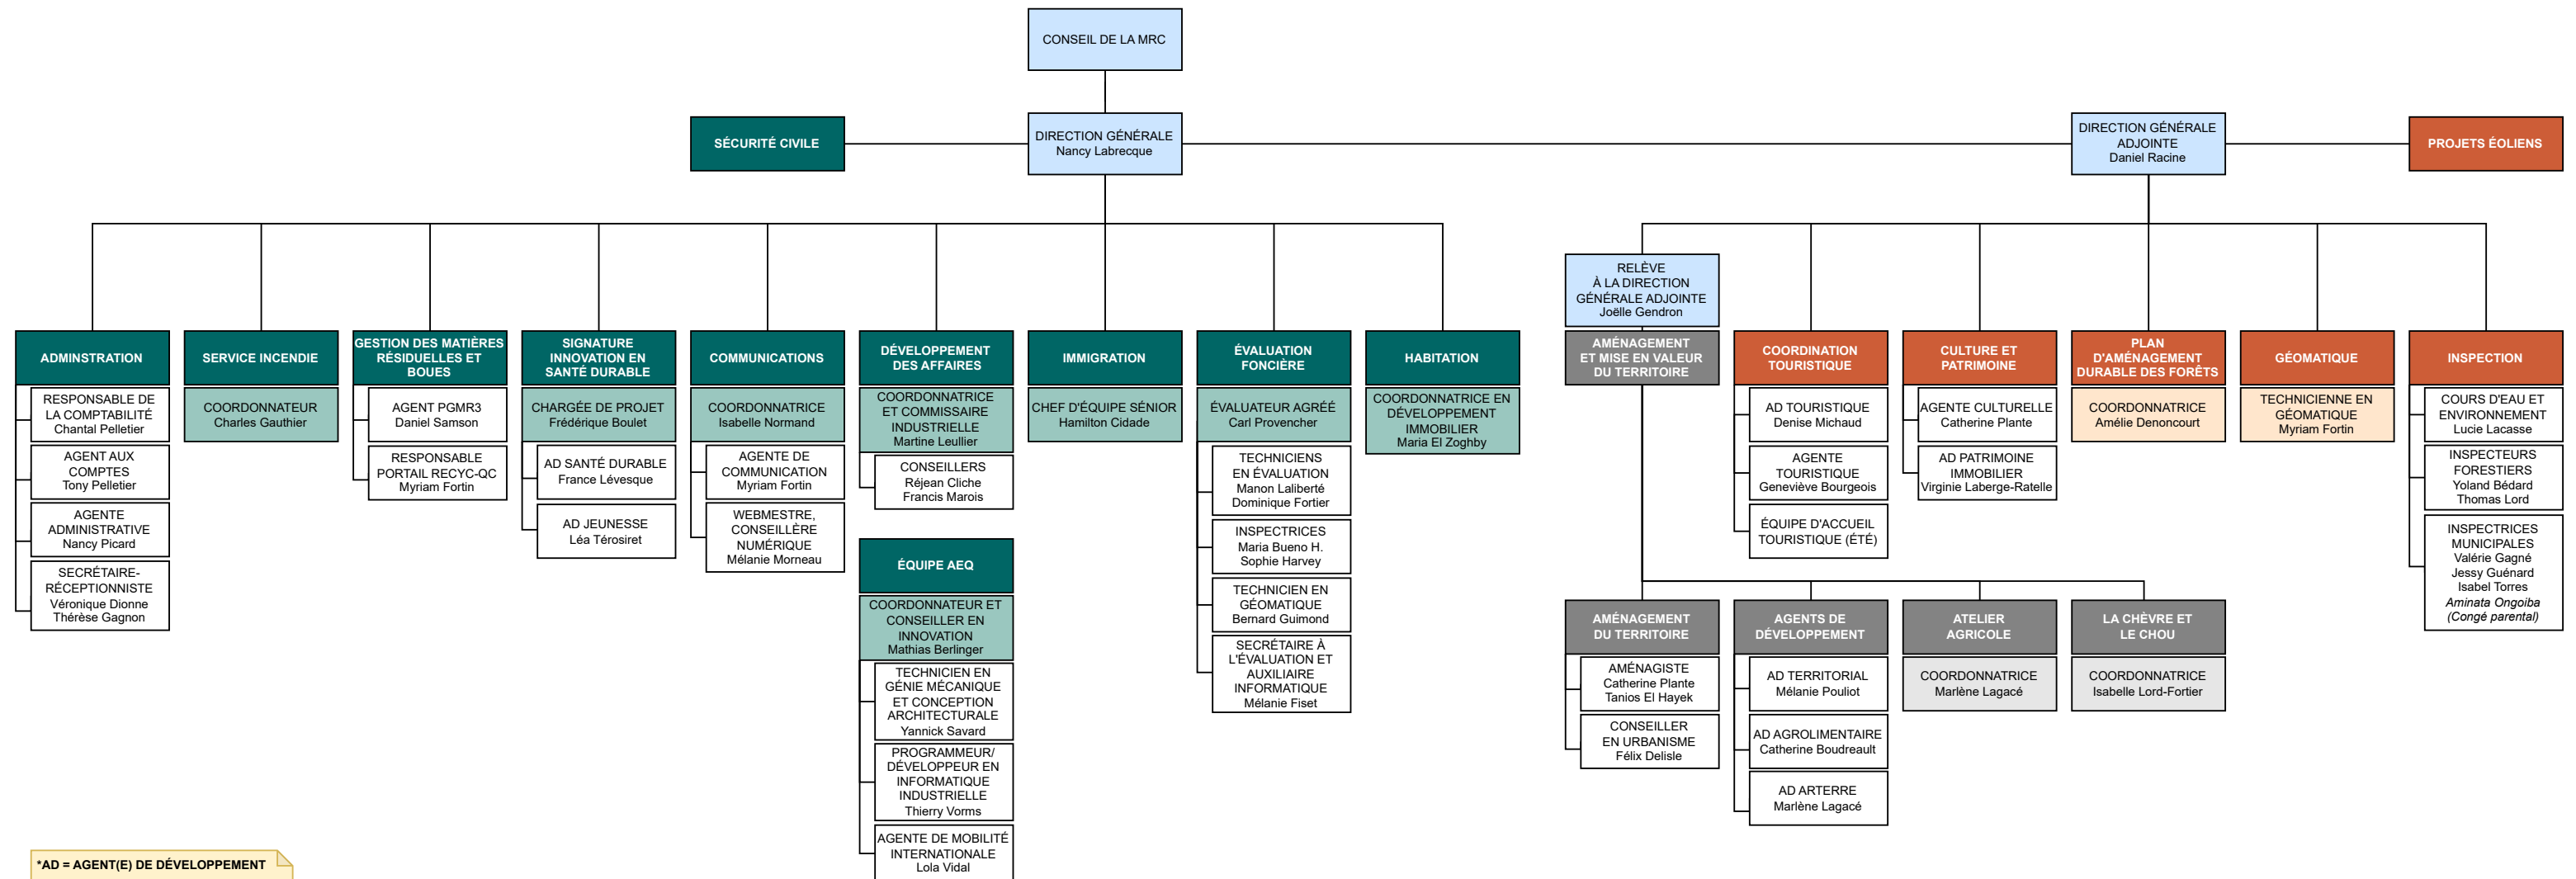 CONSEIL DE LA MRC
SÉCURITÉ CIVILE
DIRECTION GÉNÉRALE
Nancy Labrecque
DIRECTION GÉNÉRALE
ADJOINTE
Daniel Racine
PROJETS ÉOLIENS
ADMINSTRATION
RESPONSABLE DE
LA COMPTABILITÉ
Chantal Pelletier
AGENT AUX
COMPTES
Tony Pelletier
AGENTE
ADMINISTRATIVE
Nancy Picard
SECRÉTAIRE-
RÉCEPTIONNISTE
Véronique Dionne
Thérèse Gagnon
SERVICE INCENDIE
COORDONNATEUR
Charles Gauthier
GESTION DES MATIÈRES
RÉSIDUELLES ET
BOUES
AGENT PGMR3
Daniel Samson
RESPONSABLE
PORTAIL RECYC-QC
Myriam Fortin
SIGNATURE
INNOVATION EN
SANTÉ DURABLE
CHARGÉE DE PROJET
Frédérique Boulet
AD SANTÉ DURABLE
France Lévesque
AD JEUNESSE
Léa Térosiret
COMMUNICATIONS
COORDONNATRICE
Isabelle Normand
AGENTE DE
COMMUNICATION
Myriam Fortin
WEBMESTRE,
CONSEILLÈRE
NUMÉRIQUE
Mélanie Morneau
DÉVELOPPEMENT
DES AFFAIRES
COORDONNATRICE
ET COMMISSAIRE
INDUSTRIELLE
Martine Leullier
CONSEILLERS
Réjean Cliche
Francis Marois
ÉQUIPE AEQ
COORDONNATEUR ET
CONSEILLER EN
INNOVATION
Mathias Berlinger
TECHNICIEN EN
GÉNIE MÉCANIQUE
ET CONCEPTION
ARCHITECTURALE
Yannick Savard
PROGRAMMEUR/
DÉVELOPPEUR EN
INFORMATIQUE
INDUSTRIELLE
Thierry Vorms
AGENTE DE MOBILITÉ
INTERNATIONALE
Lola Vidal
IMMIGRATION
CHEF D'ÉQUIPE SÉNIOR
Hamilton Cidade
ÉVALUATION
FONCIÈRE
ÉVALUATEUR AGRÉÉ
Carl Provencher
TECHNICIENS
EN ÉVALUATION
Manon Laliberté
Dominique Fortier
INSPECTRICES
Maria Bueno H.
Sophie Harvey
TECHNICIEN EN
GÉOMATIQUE
Bernard Guimond
SECRÉTAIRE À
L'ÉVALUATION ET
AUXILIAIRE
INFORMATIQUE
Mélanie Fiset
HABITATION
COORDONNATRICE EN
DÉVELOPPEMENT
IMMOBILIER
Maria El Zoghby
RELÈVE
À LA DIRECTION
GÉNÉRALE ADJOINTE
Joëlle Gendron
AMÉNAGEMENT
ET MISE EN VALEUR
DU TERRITOIRE
COORDINATION
TOURISTIQUE
AD TOURISTIQUE
Denise Michaud
AGENTE
TOURISTIQUE
Geneviève Bourgeois
ÉQUIPE D'ACCUEIL
TOURISTIQUE (ÉTÉ)
CULTURE ET
PATRIMOINE
AGENTE CULTURELLE
Catherine Plante
AD PATRIMOINE
IMMOBILIER
Virginie Laberge-Ratelle
PLAN
D'AMÉNAGEMENT
DURABLE DES FORÊTS
COORDONNATRICE
Amélie Denoncourt
GÉOMATIQUE
TECHNICIENNE EN
GÉOMATIQUE
Myriam Fortin
INSPECTION
COURS D'EAU ET
ENVIRONNEMENT
Lucie Lacasse
INSPECTEURS
FORESTIERS
Yoland Bédard
Thomas Lord
INSPECTRICES
MUNICIPALES
Valérie Gagné
Jessy Guénard
Isabel Torres
Aminata Ongoiba
(Congé parental)
AMÉNAGEMENT
DU TERRITOIRE
AMÉNAGISTE
Catherine Plante
Tanios El Hayek
CONSEILLER
EN URBANISME
Félix Delisle
AGENTS DE
DÉVELOPPEMENT
AD TERRITORIAL
Mélanie Pouliot
AD AGROLIMENTAIRE
Catherine Boudreault
AD ARTERRE
Marlène Lagacé
ATELIER
AGRICOLE
COORDONNATRICE
Marlène Lagacé
LA CHÈVRE ET
LE CHOU
COORDONNATRICE
Isabelle Lord-Fortier
*AD = AGENT(E) DE DÉVELOPPEMENT